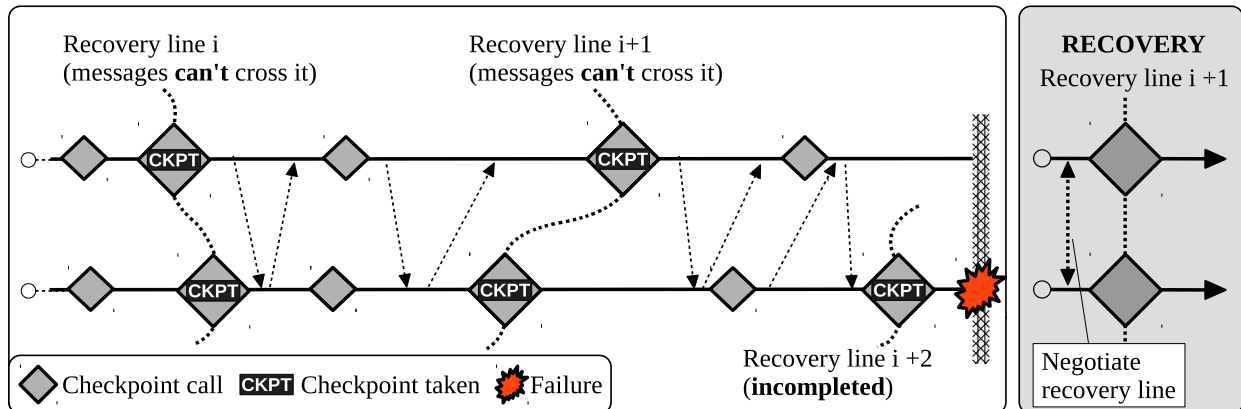 Recovery line i
(messages can't cross it)
Recovery line i+1
(messages can't cross it)
RECOVERY
Recovery line i +1
CKPT
CKPT
CKPT
CKPT
CKPT
Recovery line i +2
(incompleted)
Negotiate
recovery line
Checkpoint call
CKPT Checkpoint taken
Failure